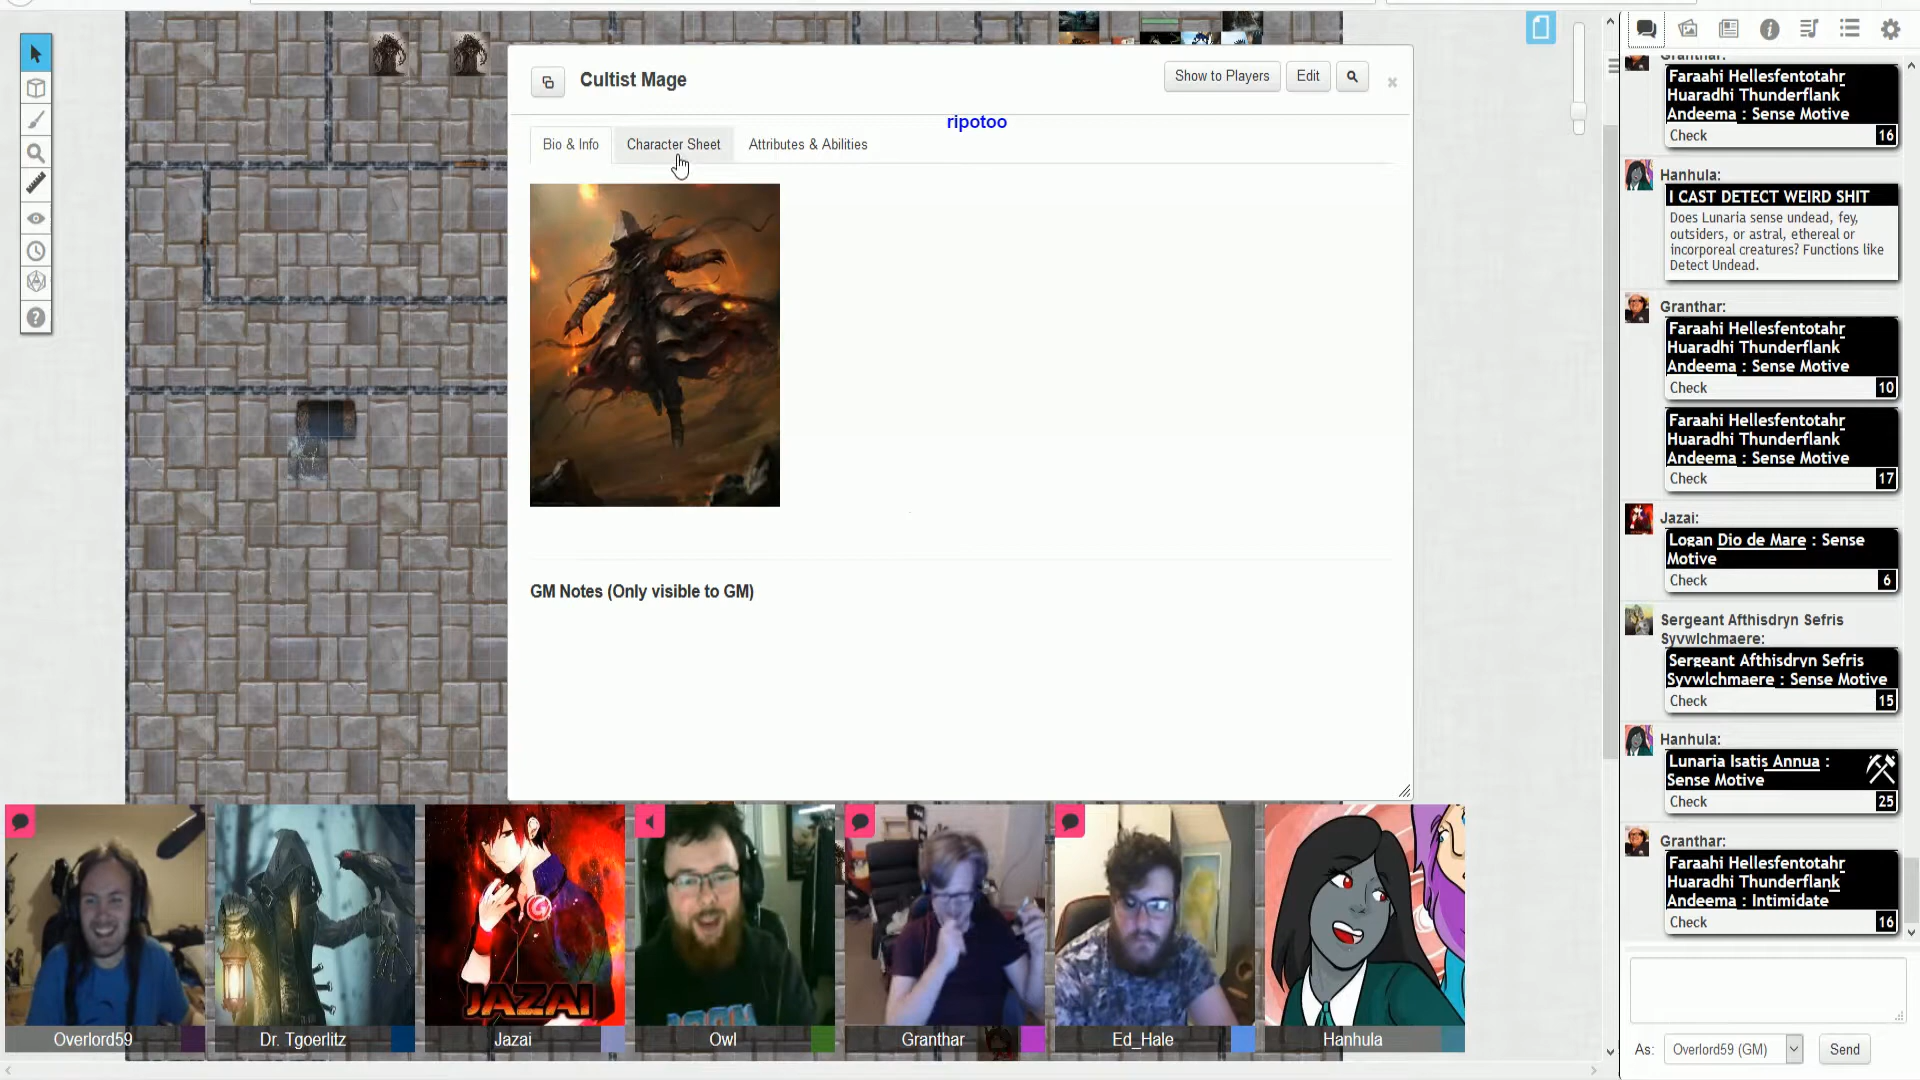 Cultist Mage
Show to Players
Edit
ripotoo
Bio & Info
Character Sheet
Attributes & Abilities
GM Notes (Only visible to GM)
Granthar:
Faraahi Hellesfentotahr
Huaradhi Thunderflank
Andeema : Sense Motive
Check 16
Hanhula:
I CAST DETECT WEIRD SHIT
Does Lunaria sense undead, fey,
outsiders, or astral, ethereal or
incorporeal creatures? Functions like
Detect Undead.
Granthar:
Faraahi Hellesfentotahr
Huaradhi Thunderflank
Andeema : Sense Motive
Check 10
Faraahi Hellesfentotahr
Huaradhi Thunderflank
Andeema : Sense Motive
Check 17
Jazai:
Logan Dio de Mare : Sense
Motive
Check 6
Sergeant Afthisdryn Sefris
Syvwlchmaere:
Sergeant Afthisdryn Sefris
Syvwlchmaere : Sense Motive
Check 15
Hanhula:
Lunaria Isatis Annua :
Sense Motive
Check 25
Granthar:
Faraahi Hellesfentotahr
Huaradhi Thunderflank
Andeema : Intimidate
Check 16
As: Overlord59 (GM) Send
JAZAI
Overlord59
Dr. Tgoerlitz
Jazai
Owl
Granthar
Ed_Hale
Hanhula